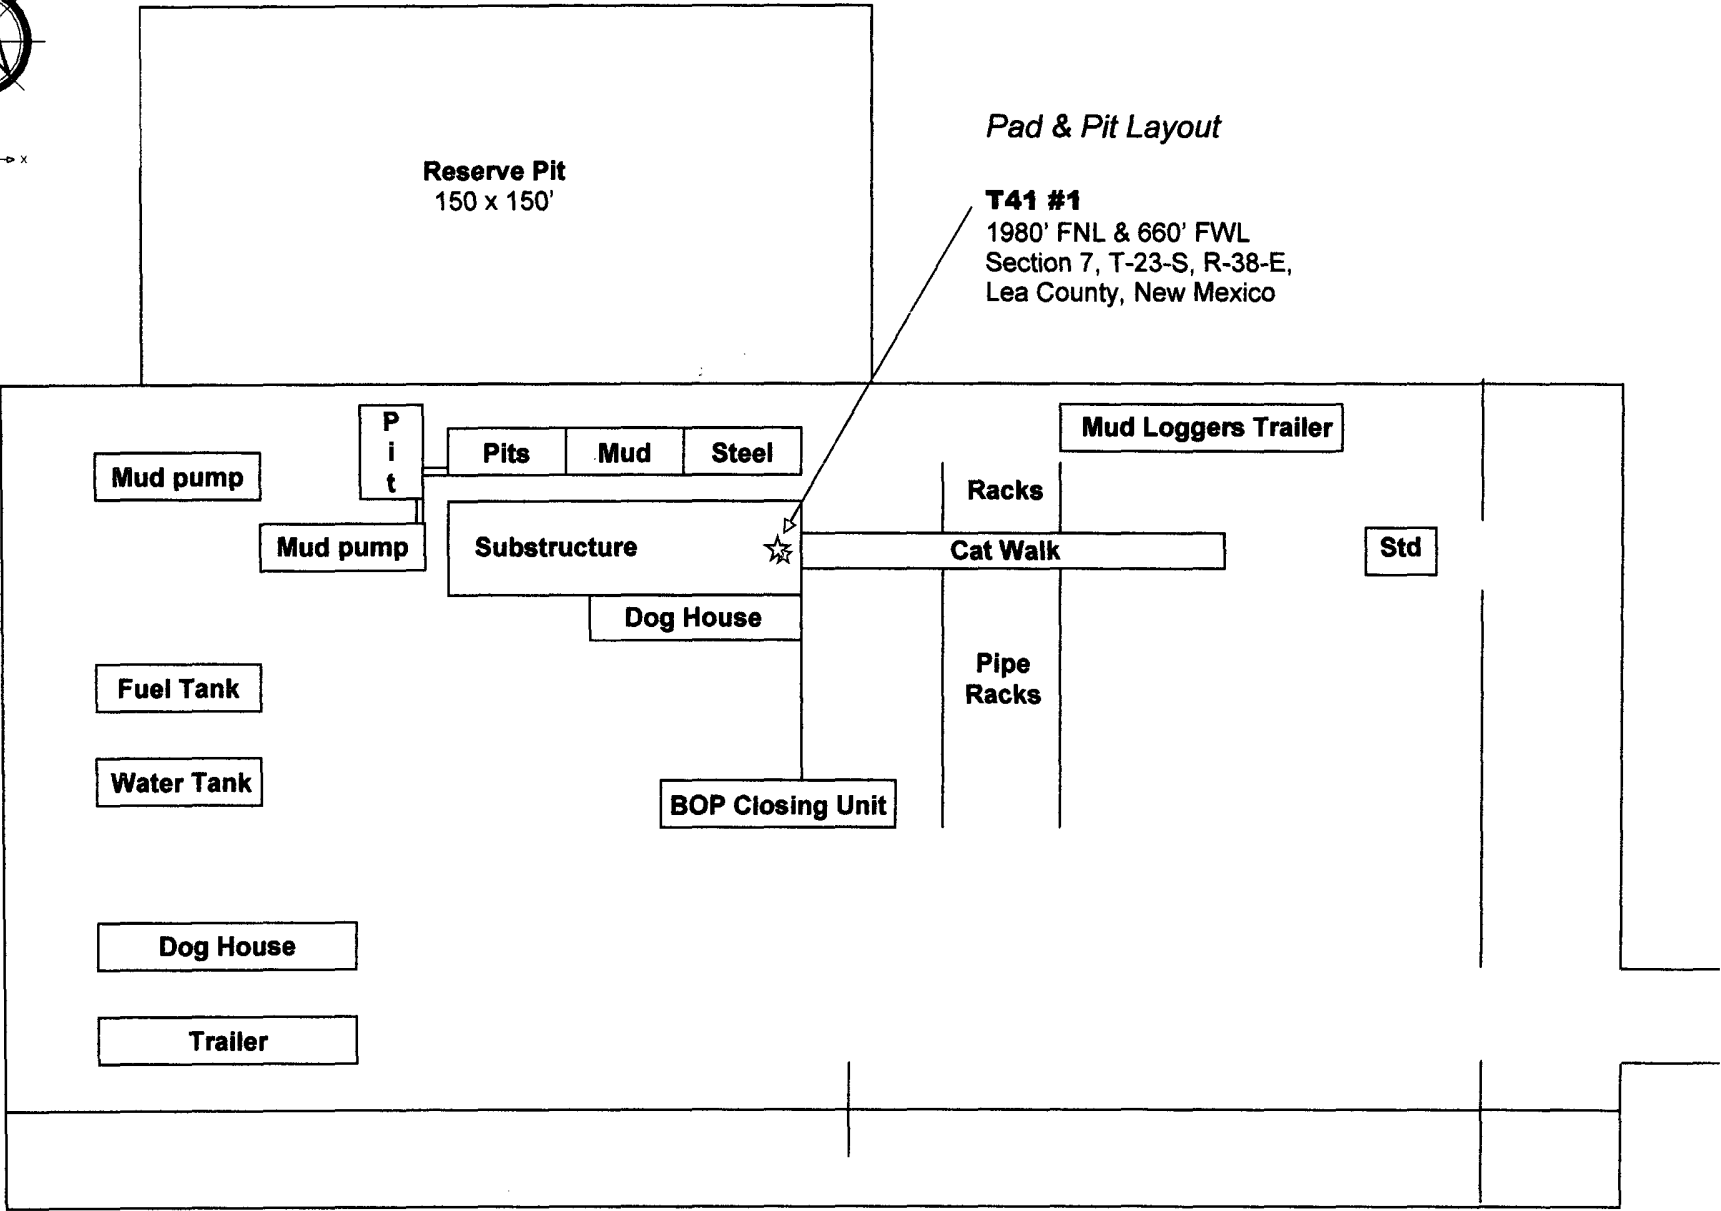 x
Pad & Pit Layout
Reserve Pit
150 x 150'
T41 #1
1980' FNL & 660' FWL
Section 7, T-23-S, R-38-E,
Lea County, New Mexico
P
i
t
Pits
Mud
Steel
Mud Loggers Trailer
Mud pump
Racks
Mud pump
Substructure
Cat Walk
Std
Dog House
Pipe
Racks
Fuel Tank
Water Tank
BOP Closing Unit
Dog House
Trailer